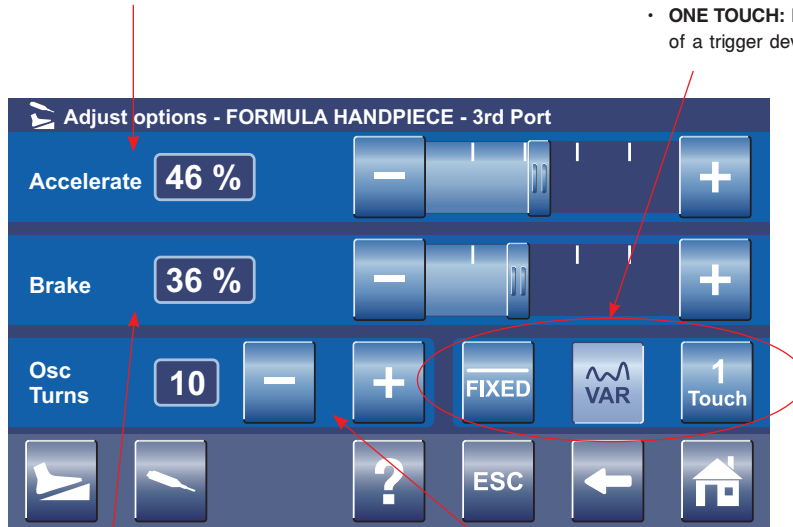 • ONE TOUCH:
of a trigger
Adjust options - FORMULA HANDPIECE - 3rd Port
Accelerate 46 % − +
Brake 36 % − +
Osc Turns 10 − + FIXED VAR 1 Touch
? ESC